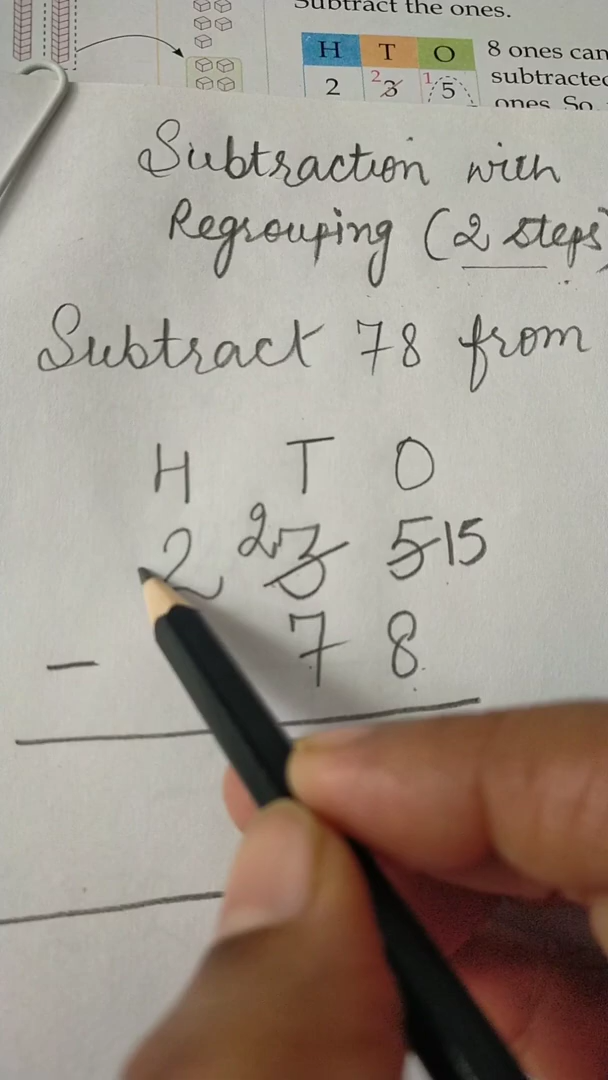 Subtract the ones.
H T O
8 ones can
2 2 3 1 5
subtracted
ones. So,
Subtraction with
Regrouping (2 steps)
Subtract 78 from
H T O
2 2 3 5 15
- 7 8